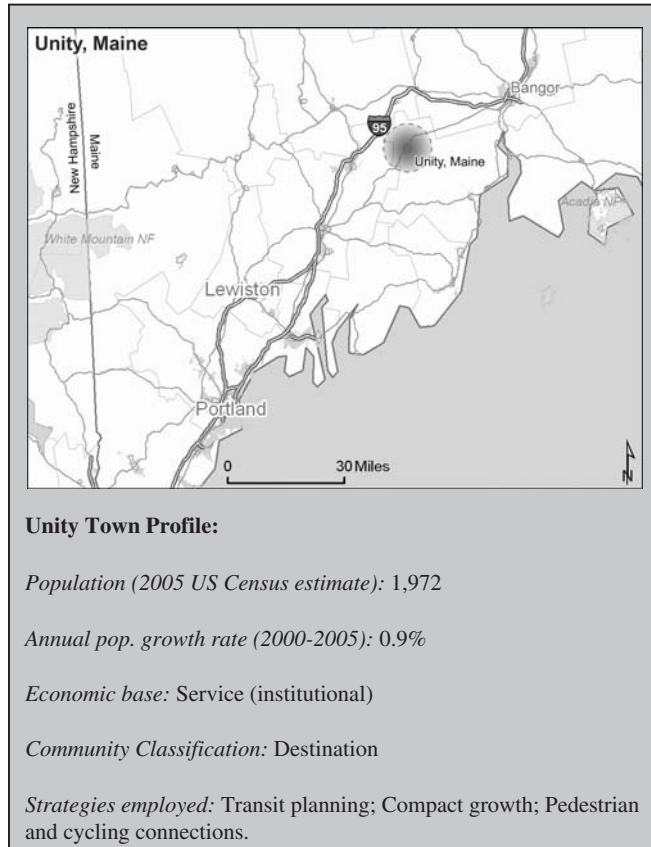 Unity, Maine
Bangor
95
New Hampshire
Maine
Unity, Maine
Acadia NP
White Mountain NF
Lewiston
Portland
0 30 Miles
N
Unity Town Profile:
Population (2005 US Census estimate): 1,972
Annual pop. growth rate (2000-2005): 0.9%
Economic base: Service (institutional)
Community Classification: Destination
Strategies employed: Transit planning; Compact growth; Pedestrian
and cycling connections.